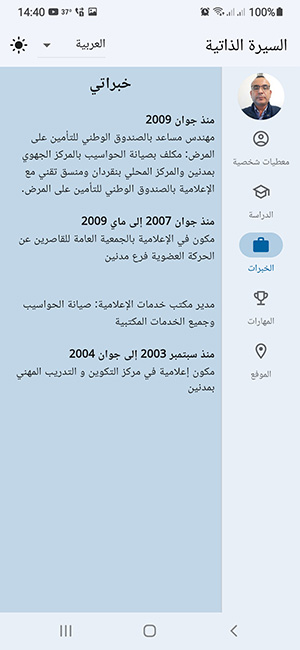 14:40 37° 100%
السيرة الذاتية
العربية
معطيات شخصية
الدراسة
الخبرات
المهارات
الموقع
خبراتي
منذ جوان 2009
مهندس مساعد بالصندوق الوطني للتأمين على
المرض: مكلف بصيانة الحواسيب بالمركز الجهوي
بمدنين والمركز المحلي بنقردان ومنسق تقني مع
الإعلامية بالصندوق الوطني للتأمين على المرض.
منذ جوان 2007 إلى ماي 2009
مكون في الإعلامية بالجمعية العامة للقاصرين عن
الحركة العضوية فرع مدنين
مدير مكتب خدمات الإعلامية: صيانة الحواسيب
وجميع الخدمات المكتبية
منذ سبتمبر 2003 إلى جوان 2004
مكون إعلامية في مركز التكوين و التدريب المهني
بمدنين